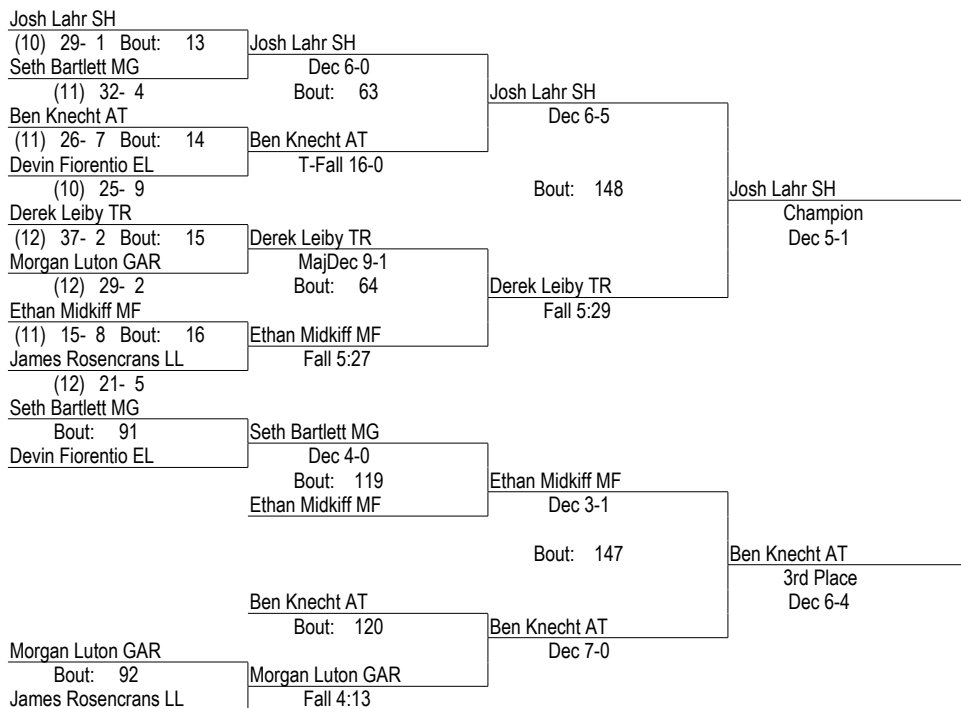 Josh Lahr SH
(10) 29- 1 Bout: 13
Josh Lahr SH
Seth Bartlett MG
Dec 6-0
(11) 32- 4
Bout: 63
Josh Lahr SH
Ben Knecht AT
Dec 6-5
(11) 26- 7 Bout: 14
Ben Knecht AT
Devin Fiorentio EL
T-Fall 16-0
(10) 25- 9
Bout: 148
Josh Lahr SH
Derek Leiby TR
Champion
(12) 37- 2 Bout: 15
Derek Leiby TR
Dec 5-1
Morgan Luton GAR
MajDec 9-1
(12) 29- 2
Bout: 64
Derek Leiby TR
Ethan Midkiff MF
Fall 5:29
(11) 15- 8 Bout: 16
Ethan Midkiff MF
James Rosencrans LL
Fall 5:27
(12) 21- 5
Seth Bartlett MG
Bout: 91
Seth Bartlett MG
Devin Fiorentio EL
Dec 4-0
Bout: 119
Ethan Midkiff MF
Ethan Midkiff MF
Dec 3-1
Bout: 147
Ben Knecht AT
3rd Place
Ben Knecht AT
Dec 6-4
Bout: 120
Ben Knecht AT
Morgan Luton GAR
Dec 7-0
Bout: 92
Morgan Luton GAR
James Rosencrans LL
Fall 4:13